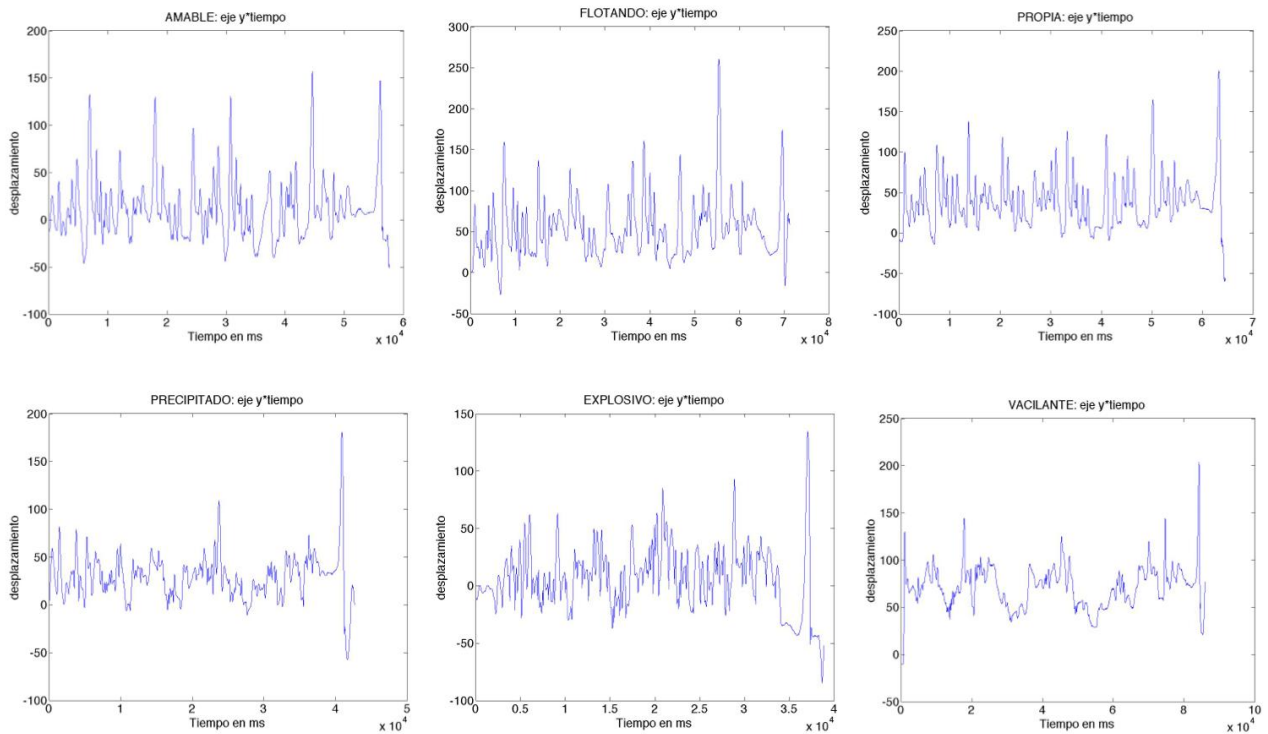 AMABLE: eje y*tiempo
200
150
100
50
0
-50
-100
desplazamiento
0 1 2 3 4 5 6
Tiempo en ms
x 10^4
FLOTANDO: eje y*tiempo
300
250
200
150
100
50
0
-50
desplazamiento
0 1 2 3 4 5 6 7 8
Tiempo en ms
x 10^4
PROPIA: eje y*tiempo
250
200
150
100
50
0
-50
-100
desplazamiento
0 1 2 3 4 5 6 7
Tiempo en ms
x 10^4
PRECIPITADO: eje y*tiempo
200
150
100
50
0
-50
-100
desplazamiento
0 1 2 3 4 5
Tiempo en ms
x 10^4
EXPLOSIVO: eje y*tiempo
150
100
50
0
-50
-100
desplazamiento
0 0.5 1 1.5 2 2.5 3 3.5 4
Tiempo en ms
x 10^4
VACILANTE: eje y*tiempo
250
200
150
100
50
0
-50
desplazamiento
0 2 4 6 8 10
Tiempo en ms
x 10^4